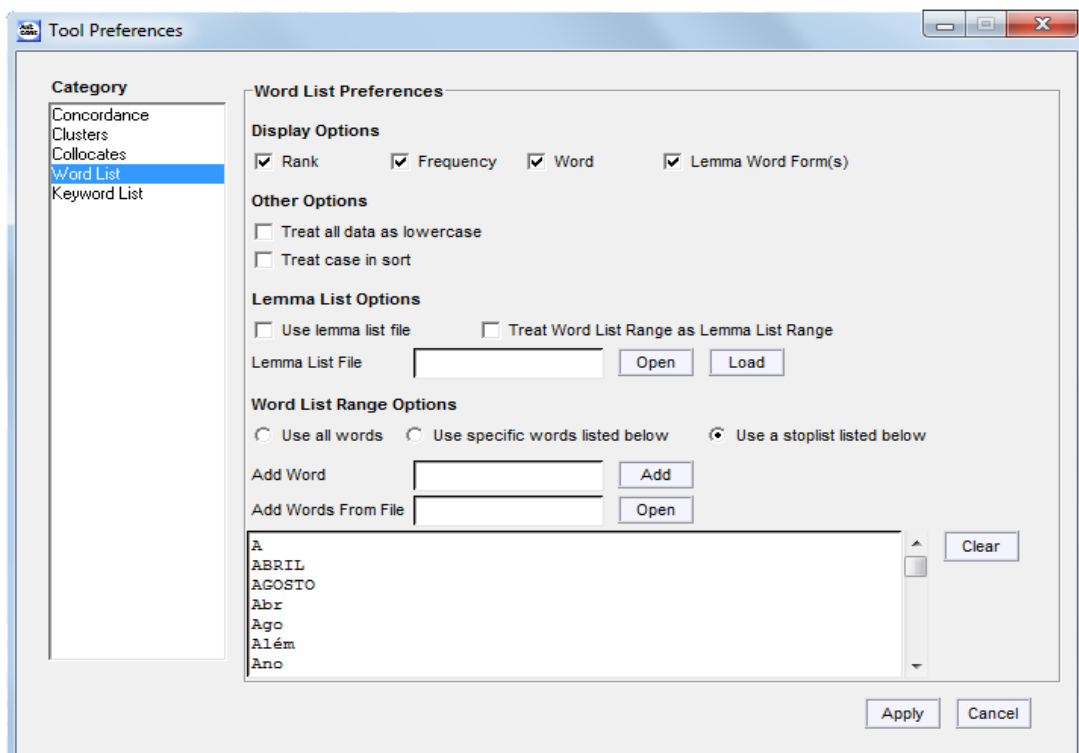 Tool Preferences
Category
Concordance
Clusters
Collocates
Word List
Keyword List
Word List Preferences
Display Options
Rank Frequency Word Lemma Word Form(s)
Other Options
Treat all data as lowercase
Treat case in sort
Lemma List Options
Use lemma list file Treat Word List Range as Lemma List Range
Lemma List File Open Load
Word List Range Options
Use all words Use specific words listed below Use a stoplist listed below
Add Word Add
Add Words From File Open
A
ABRIL
AGOSTO
Abr
Ago
Além
Ano
Clear
Apply Cancel